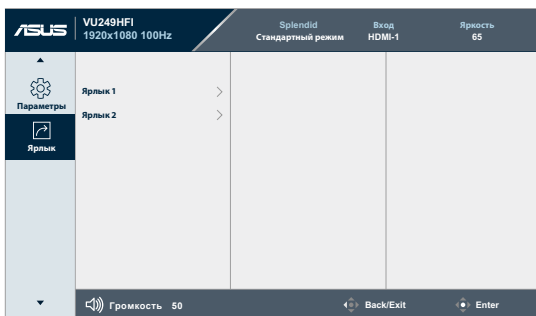 ASUS
VU249HFI
1920x1080 100Hz
Splendid
Стандартный режим
Вход
HDMI-1
Яркость
65
Параметры
Ярлык
Ярлык 1
Ярлык 2
Громкость 50
Back/Exit
Enter